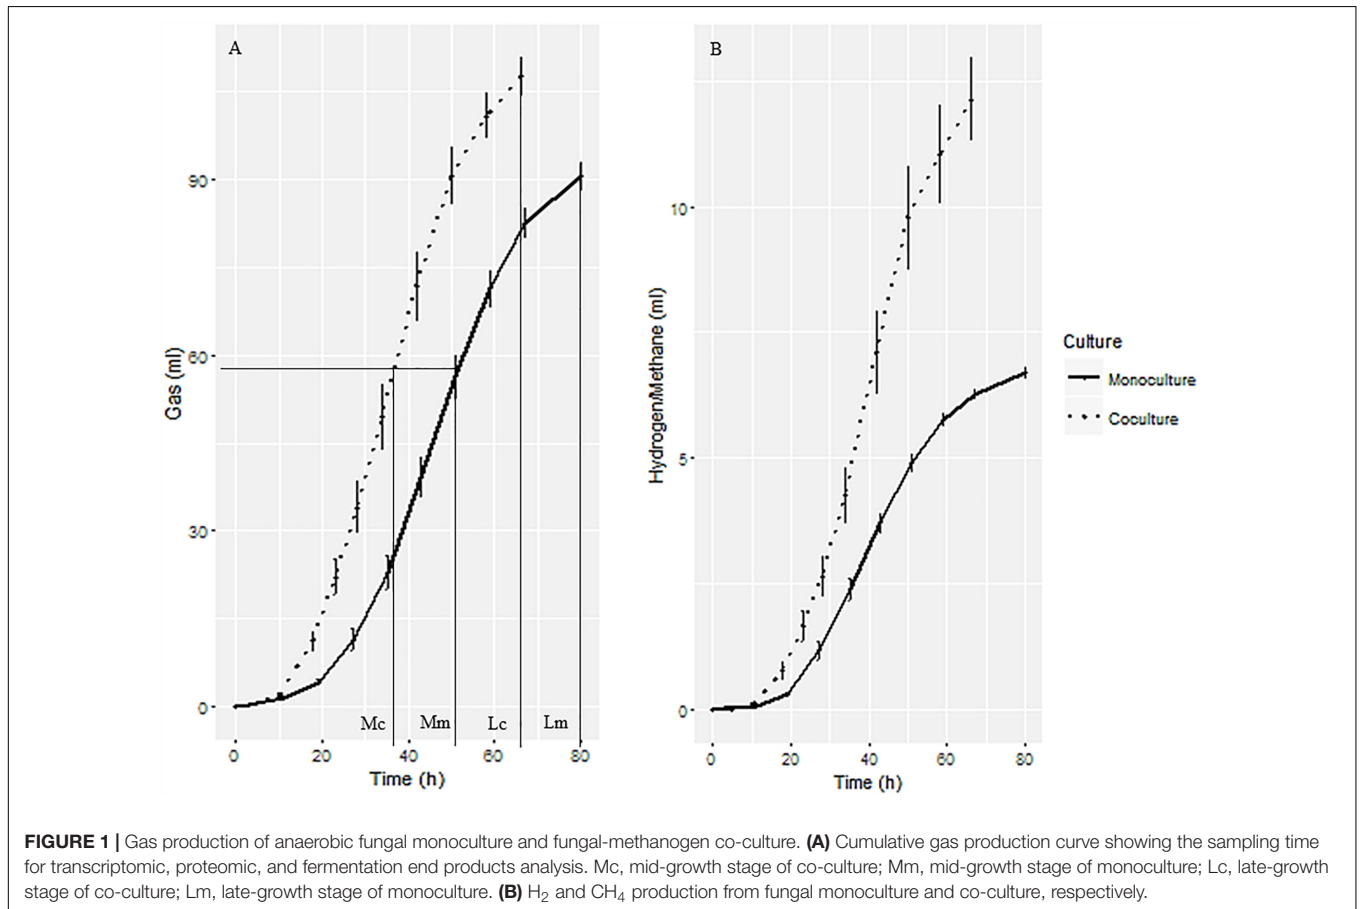 A
Gas (ml)
90
60
30
0
Mc
Mm
Lc
Lm
0
20
40
60
80
Time (h)
B
Hydrogen/Methane (ml)
10
5
0
0
20
40
60
80
Time (h)
Culture
Monoculture
Coculture
FIGURE 1 | Gas production of anaerobic fungal monoculture and fungal-methanogen co-culture. (A) Cumulative gas production curve showing the sampling time
for transcriptomic, proteomic, and fermentation end products analysis. Mc, mid-growth stage of co-culture; Mm, mid-growth stage of monoculture; Lc, late-growth
stage of co-culture; Lm, late-growth stage of monoculture. (B) H₂ and CH₄ production from fungal monoculture and co-culture, respectively.